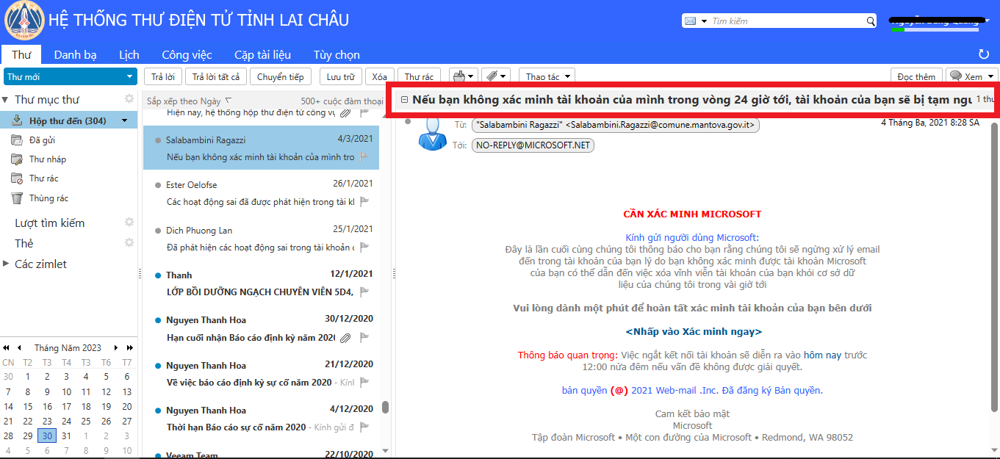 HỆ THỐNG THƯ ĐIỆN TỬ TỈNH LAI CHÂU
Tìm kiếm
Thư
Danh bạ
Lịch
Công việc
Cặp tài liệu
Tùy chọn
Thư mới
Trả lời
Trả lời tất cả
Chuyển tiếp
Lưu trữ
Xóa
Thư rác
Thao tác
Đọc thêm
Xem
Thư mục thư
Hộp thư đến (304)
Đã gửi
Thư nháp
Thư rác
Thùng rác
Lượt tìm kiếm
Thẻ
Các zimlet
Tháng Năm 2023
CN T2 T3 T4 T3 T6 T7
30 1 2 3 4 5 6
7 8 9 10 11 12 13
14 15 16 17 18 19 20
21 22 23 24 25 26 27
28 29 30 31 1 2 3
4 5 6 7 8 9 10
Sắp xếp theo Ngày
500+ cuộc đàm thoại
Hiện nay, hệ thống hộp thư điện tử công vụ
Salabambini Ragazzi 4/3/2021
Nếu bạn không xác minh tài khoản của mình tro
Ester Oelofse 26/1/2021
Các hoạt động sai đã được phát hiện trong tài kh
Dich Phuong Lan 25/1/2021
Đã phát hiện các hoạt động sai trong tài khoản c
Thanh 12/1/2021
LỚP BỒI DƯỠNG NGẠCH CHUYÊN VIÊN 5D4,
Nguyen Thanh Hoa 30/12/2020
Hạn cuối nhận Báo cáo định kỳ năm 2020
Nguyen Thanh Hoa 21/12/2020
Về việc báo cáo định kỳ sự cố năm 2020 - Kính
Nguyen Thanh Hoa 4/12/2020
Thời hạn Báo cáo sự cố năm 2020 - Kính gửi đ
Veeam Team 22/10/2020
Nếu bạn không xác minh tài khoản của mình trong vòng 24 giờ tới, tài khoản của bạn sẽ bị tạm ngu
1 thu
Từ: "Salabambini Ragazzi" <Salabambini.Ragazzi@comune.mantova.gov.it>
4 Tháng Ba, 2021 8:28 SA
Tới: NO-REPLY@MICROSOFT.NET
CẦN XÁC MINH MICROSOFT
Kính gửi người dùng Microsoft:
Đây là lần cuối cùng chúng tôi thông báo cho bạn rằng chúng tôi sẽ ngừng xử lý email
đến trong tài khoản của bạn lý do bạn không xác minh được tài khoản Microsoft
của bạn có thể dẫn đến việc xóa vĩnh viễn tài khoản của bạn khỏi cơ sở dữ
liệu của chúng tôi trong vài giờ tới
Vui lòng dành một phút để hoàn tất xác minh tài khoản của bạn bên dưới
<Nhấp vào Xác minh ngay>
Thông báo quan trọng: Việc ngắt kết nối tài khoản sẽ diễn ra vào hôm nay trước
12:00 nửa đêm nếu vấn đề không được giải quyết.
bản quyền (@) 2021 Web-mail .Inc. Đã đăng ký Bản quyền.
Cam kết bảo mật
Microsoft
Tập đoàn Microsoft • Một con đường của Microsoft • Redmond, WA 98052